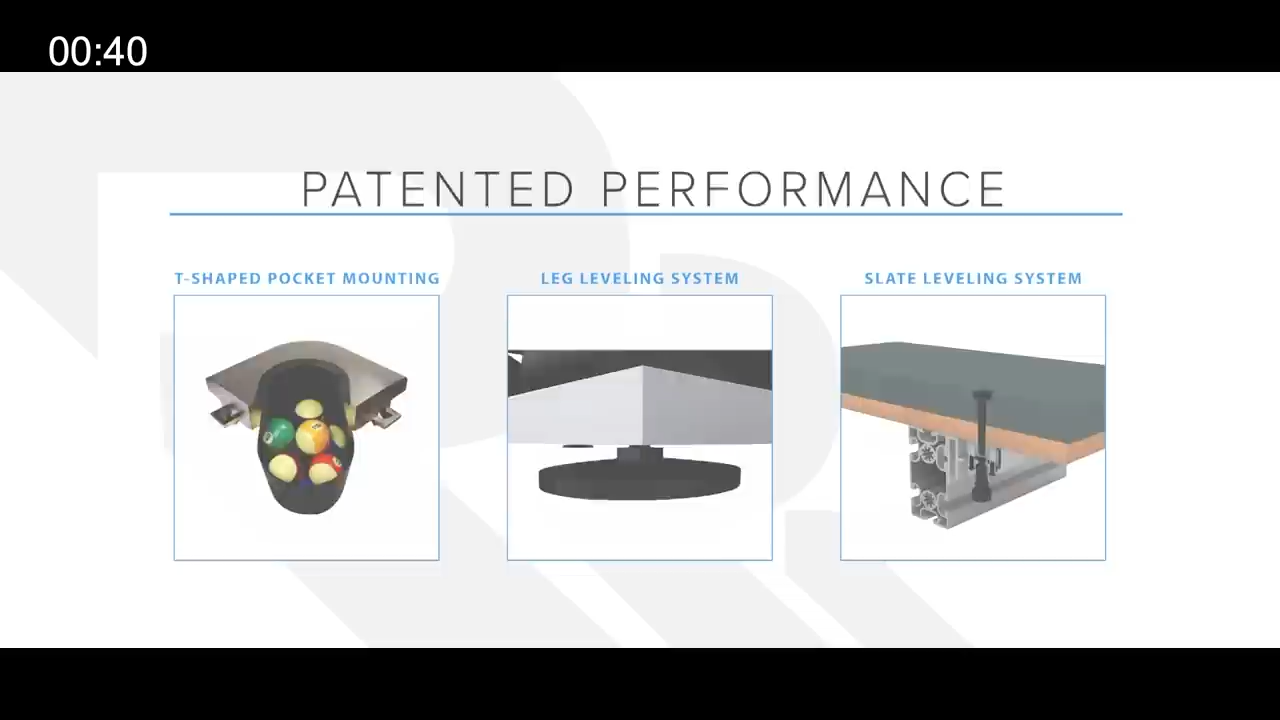 00:40
PATENTED PERFORMANCE
T-SHAPED POCKET MOUNTING
LEG LEVELING SYSTEM
SLATE LEVELING SYSTEM